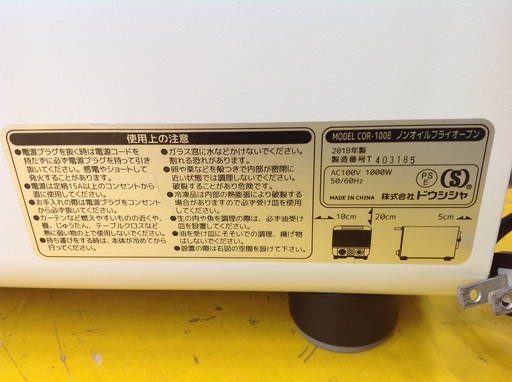 使用上の注意
●電源プラグを抜く時は電源コードを
持たずに必ず電源プラグを持って引き
抜いてください。感電やショートして
発火することがあります。
●電源は定格15A以上のコンセントから
直に使用してください。
●お手入れの際は電源プラグをコンセント
から必ず抜いてください。
●カーテンなど燃えやすいものの近くや、
畳、じゅうたん、テーブルクロスなど
熱に弱い物の上で使用しないでください。
●持ち運びをする時は、本体が冷めてから
行ってください。
●ガラス窓に水などかけないでください。
割れる恐れがあります。
●卵や栗などを殻つきで内部が密閉に
近い状態では調理しないでください。
破裂することがあり危険です。
●冷凍品は内部の熱膨張により破裂する
場合がありますので必ず受け皿を使用
してください。
●生の肉や魚を調理の際は、必ず油受け
皿を設置してください。
●油を受け皿にそそいでの調理、揚げ物
はしないでください。
●設置の際は右図の空間を設けて下さい。
MODEL COR-100B ノンオイルフライオーブン
2018年製
製造番号T 403185
AC100V 1000W
50/60Hz
PS
E
S
MADE IN CHINA 株式会社ドウシシャ
10cm 20cm 5cm